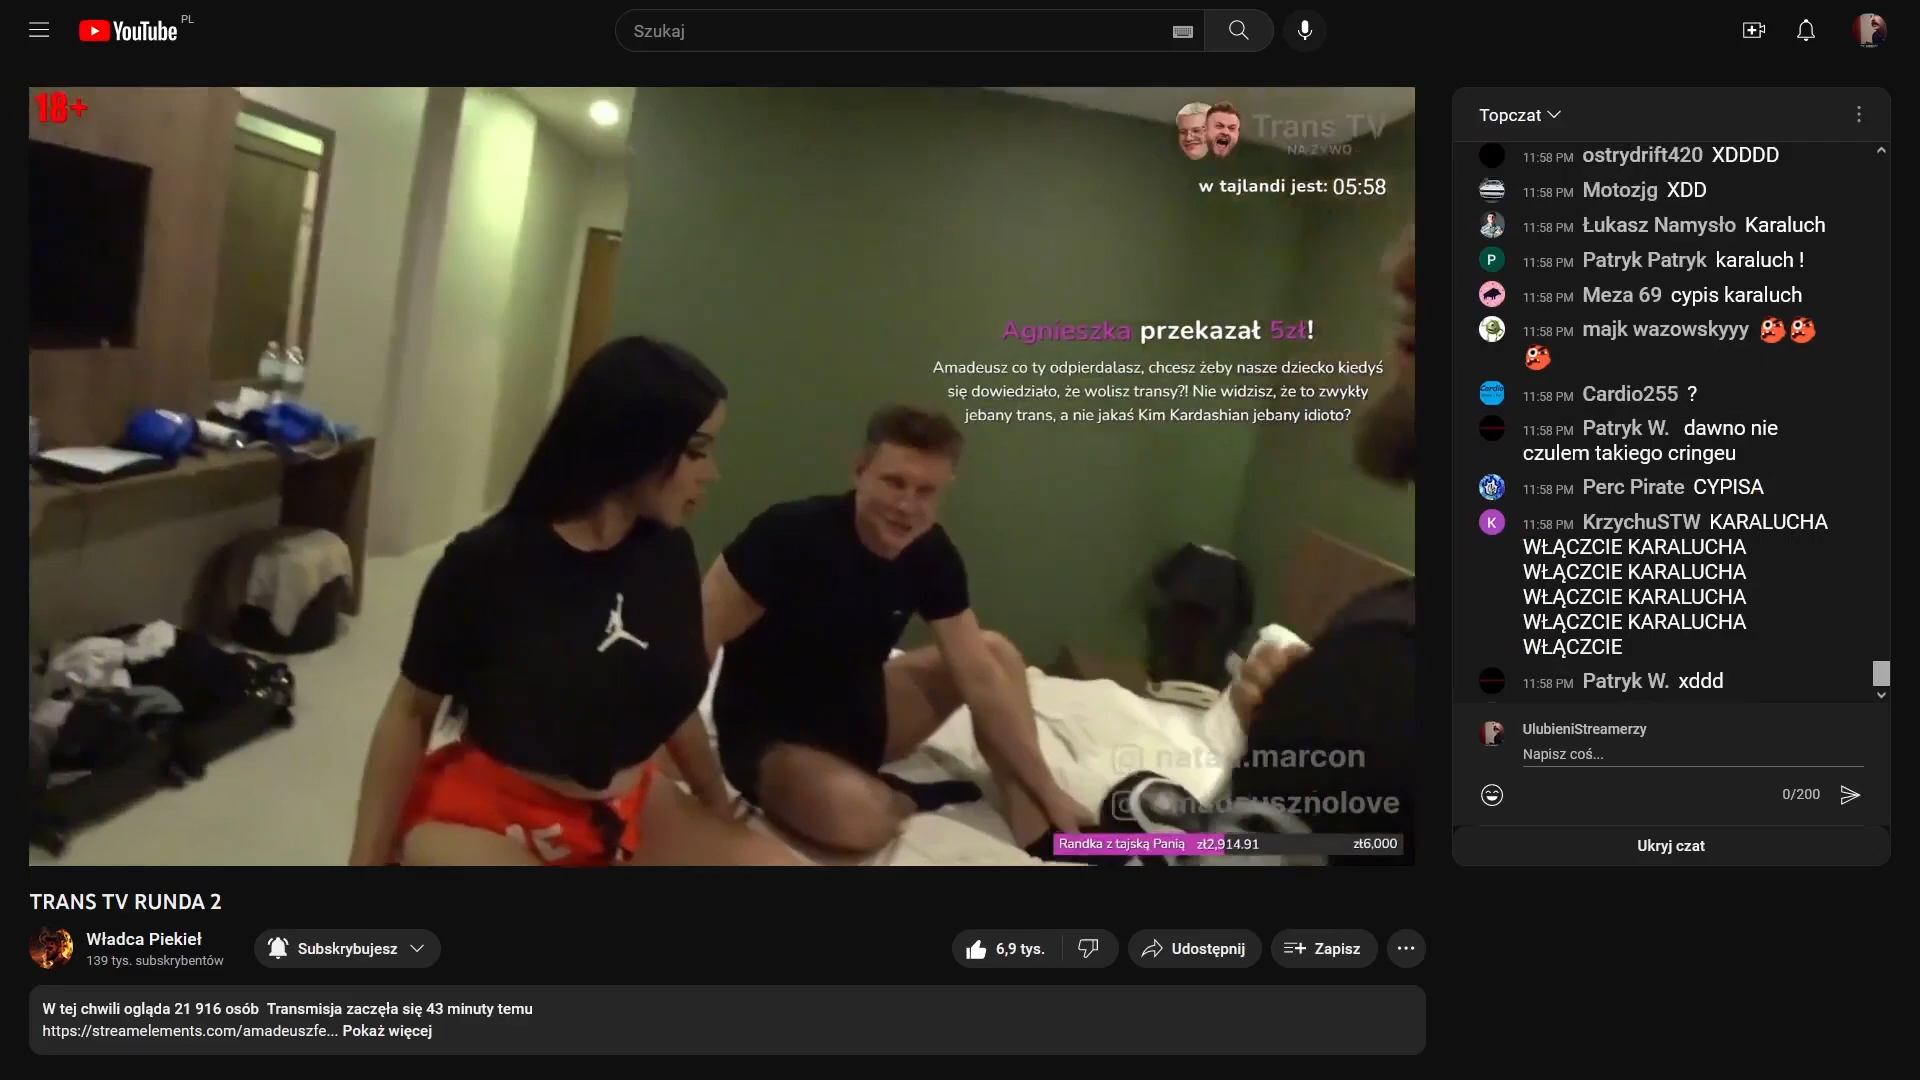 YouTube PL
Szukaj
18+
Trans TV
NA ŻYWO
w tajlandi jest: 05:58
Agnieszka przekazał 5zł!
Amadeusz co ty odpierdalasz, chcesz żeby nasze dziecko kiedyś
się dowiedziało, że wolisz transy?! Nie widzisz, że to zwykły
jebany trans, a nie jakaś Kim Kardashian jebany idioto?
Randka z tajską Panią zł2,914.91 zł6,000
Topczat
11:58 PM ostrydrift420 XDDDD
11:58 PM Motozjg XDD
11:58 PM Łukasz Namysło Karaluch
P 11:58 PM Patryk Patryk karaluch !
11:58 PM Meza 69 cypis karaluch
11:58 PM majk wazowskyyy
11:58 PM Cardio255 ?
11:58 PM Patryk W. dawno nie
czulem takiego cringeu
11:58 PM Perc Pirate CYPISA
K 11:58 PM KrzychuSTW KARALUCHA
WŁĄCZCIE KARALUCHA
WŁĄCZCIE KARALUCHA
WŁĄCZCIE KARALUCHA
WŁĄCZCIE KARALUCHA
WŁĄCZCIE
11:58 PM Patryk W. xddd
UlubieniStreamerzy
Napisz coś...
0/200
Ukryj czat
TRANS TV RUNDA 2
Władca Piekieł
139 tys. subskrybentów
Subskrybujesz
6,9 tys.
Udostępnij
Zapisz
W tej chwili ogląda 21 916 osób Transmisja zaczęła się 43 minuty temu
https://streamelements.com/amadeuszfe... Pokaż więcej